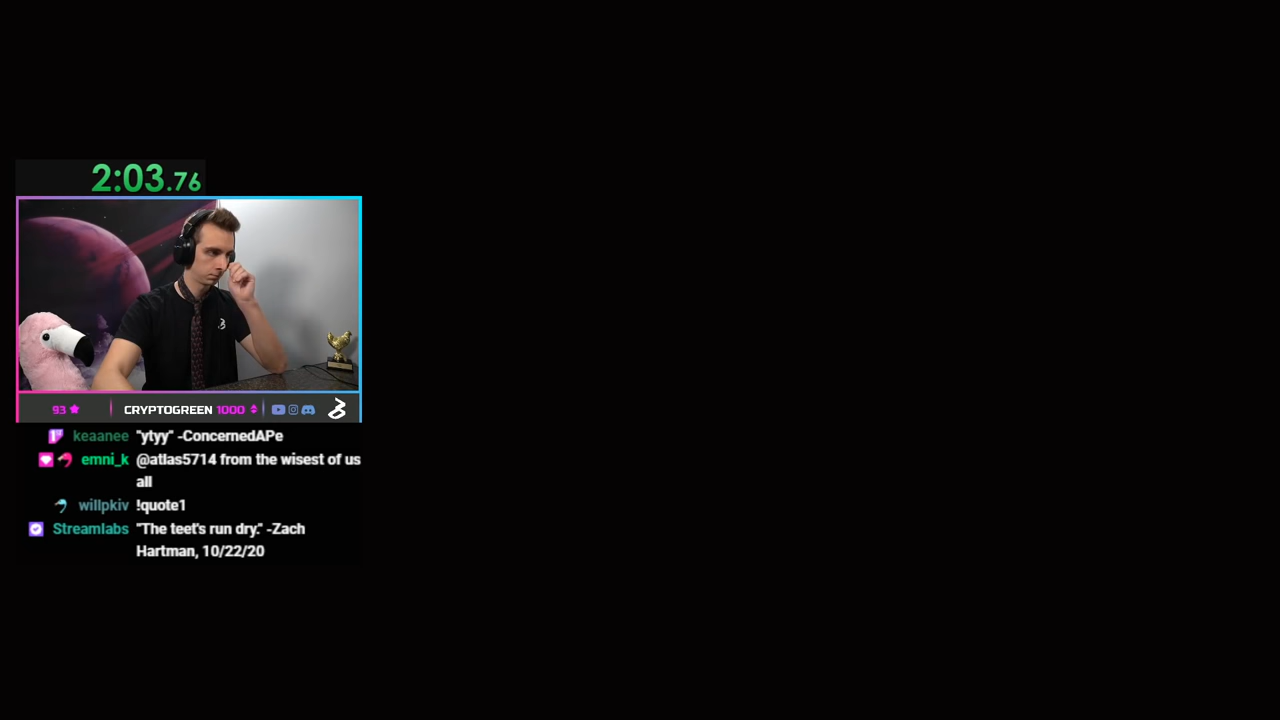 2:03.76
93 CRYPTOGREEN 1000
keaanee "ytyy" -ConcernedAPe
emni_k @atlas5714 from the wisest of us
all
willpkiv !quote1
Streamlabs "The teet's run dry." -Zach
Hartman, 10/22/20